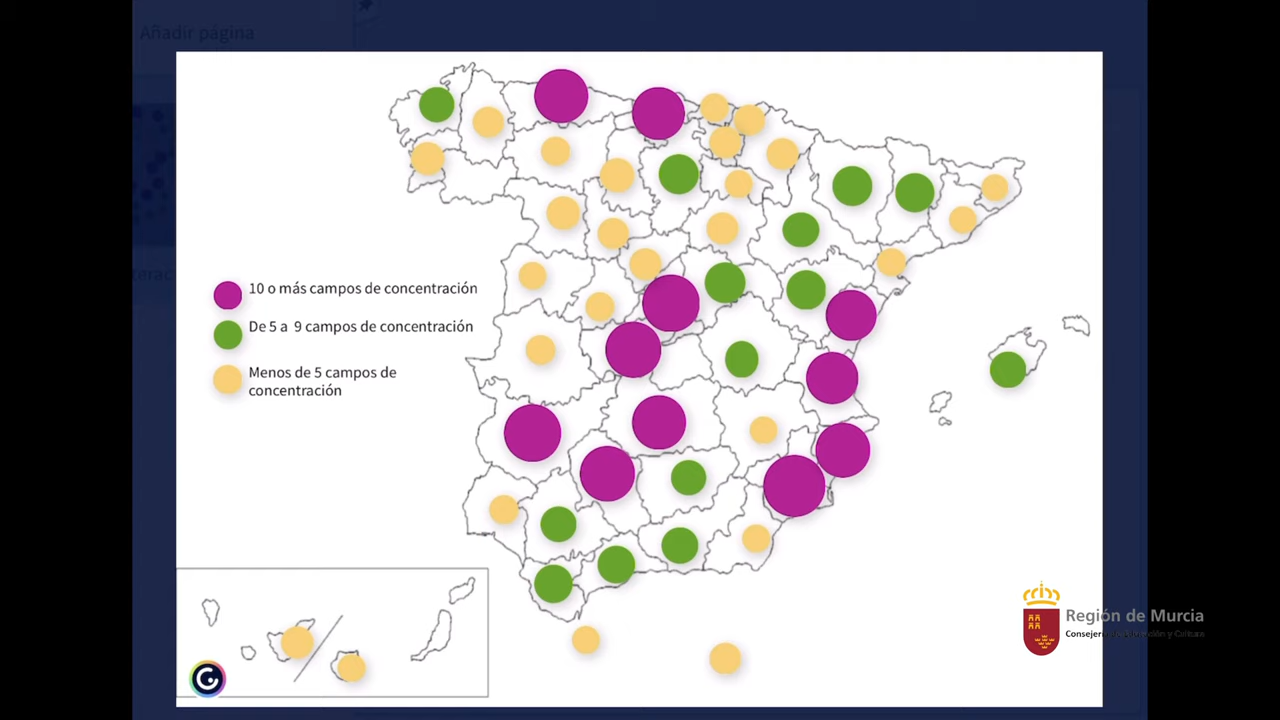 Añadir página
10 o más campos de concentración
De 5 a 9 campos de concentración
Menos de 5 campos de
concentración
Región de Murcia